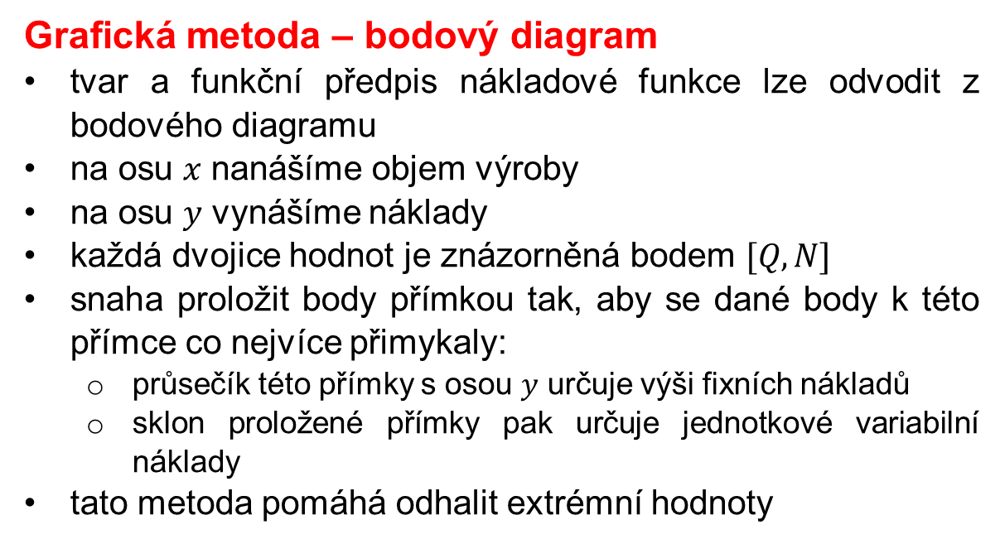 Grafická metoda – bodový diagram
• tvar a funkční předpis nákladové funkce lze odvodit z
bodového diagramu
• na osu x nanášíme objem výroby
• na osu y vynášíme náklady
• každá dvojice hodnot je znázorněná bodem [Q, N]
• snaha proložit body přímkou tak, aby se dané body k této
přímce co nejvíce přimykaly:
o průsečík této přímky s osou y určuje výši fixních nákladů
o sklon proložené přímky pak určuje jednotkové variabilní
náklady
• tato metoda pomáhá odhalit extrémní hodnoty